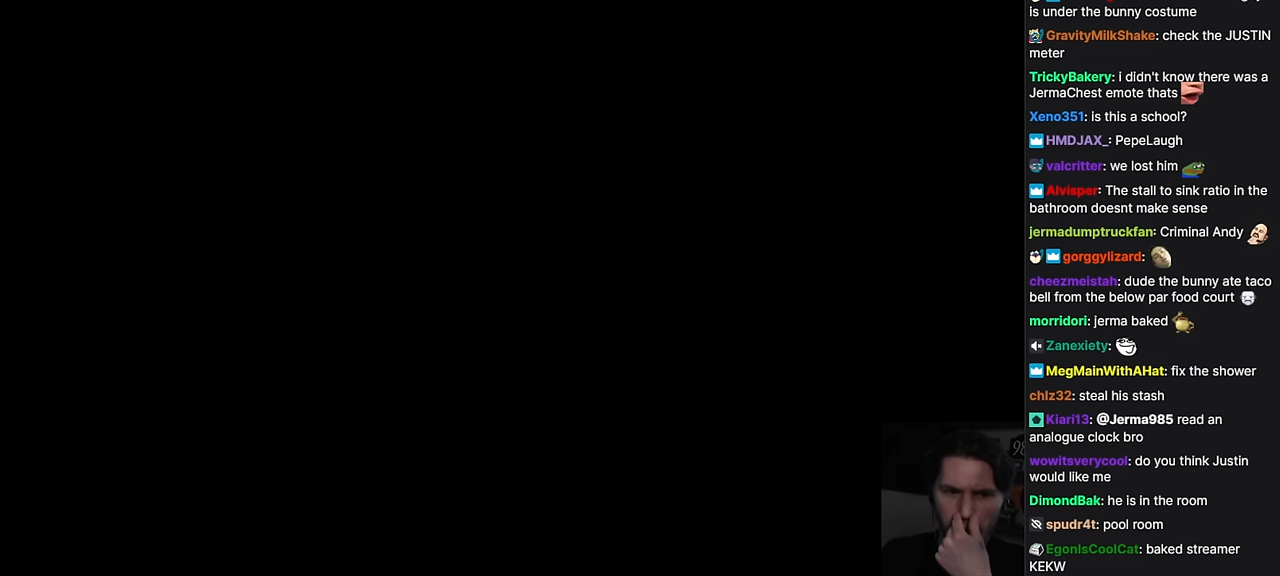 is under the bunny costume
GravityMilkShake: check the JUSTIN
meter
TrickyBakery: i didn't know there was a
JermaChest emote thats
Xeno351: is this a school?
HMDJAX_: PepeLaugh
valcritter: we lost him
Alvisper: The stall to sink ratio in the
bathroom doesnt make sense
jermadumptruckfan: Criminal Andy
gorggylizard:
cheezmeistah: dude the bunny ate taco
bell from the below par food court
morridori: jerma baked
Zanexiety:
MegMainWithAHat: fix the shower
chlz32: steal his stash
Kiari13: @Jerma985 read an
analogue clock bro
wowitsverycool: do you think Justin
would like me
DimondBak: he is in the room
spudr4t: pool room
EgonIsCoolCat: baked streamer
KEKW